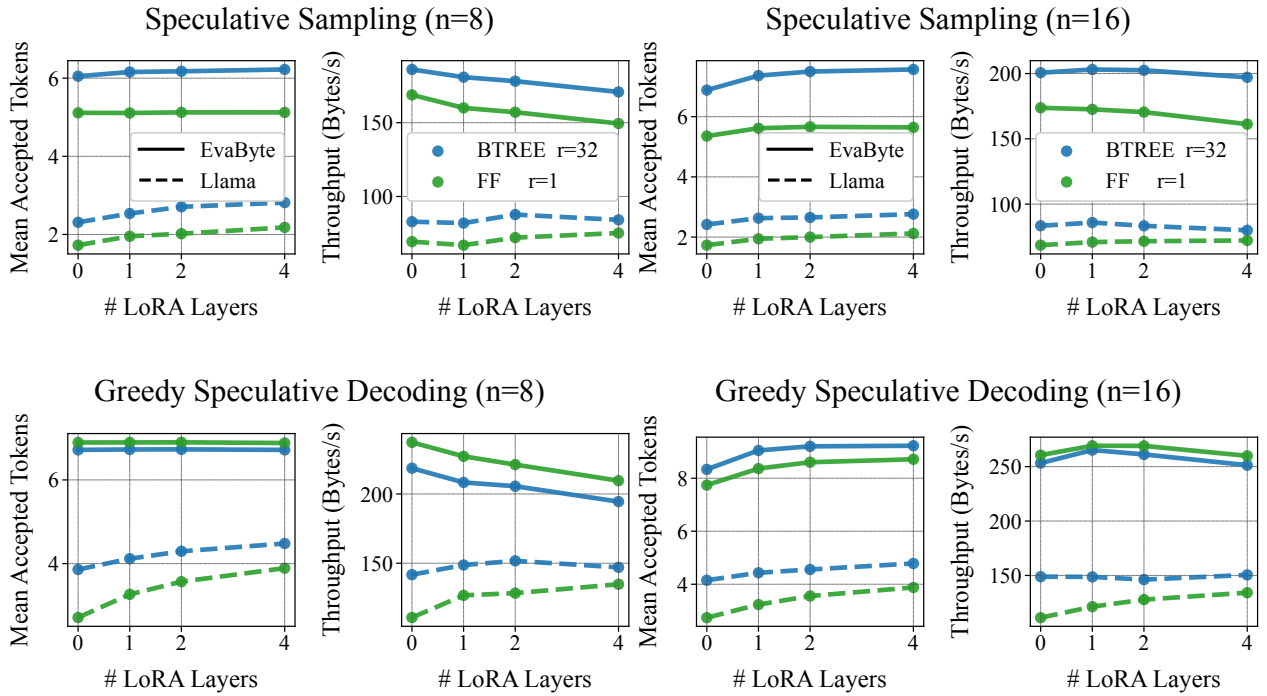 Speculative Sampling (n=8)
Speculative Sampling (n=16)
Mean Accepted Tokens
6
4
2
0 1 2 4
# LoRA Layers
EvaByte
Llama
Throughput (Bytes/s)
150
100
0 1 2 4
# LoRA Layers
BTREE r=32
FF r=1
Mean Accepted Tokens
6
4
2
0 1 2 4
# LoRA Layers
EvaByte
Llama
Throughput (Bytes/s)
200
150
100
0 1 2 4
# LoRA Layers
BTREE r=32
FF r=1
Greedy Speculative Decoding (n=8)
Greedy Speculative Decoding (n=16)
Mean Accepted Tokens
6
4
0 1 2 4
# LoRA Layers
Throughput (Bytes/s)
200
150
0 1 2 4
# LoRA Layers
Mean Accepted Tokens
8
6
4
0 1 2 4
# LoRA Layers
Throughput (Bytes/s)
250
200
150
0 1 2 4
# LoRA Layers